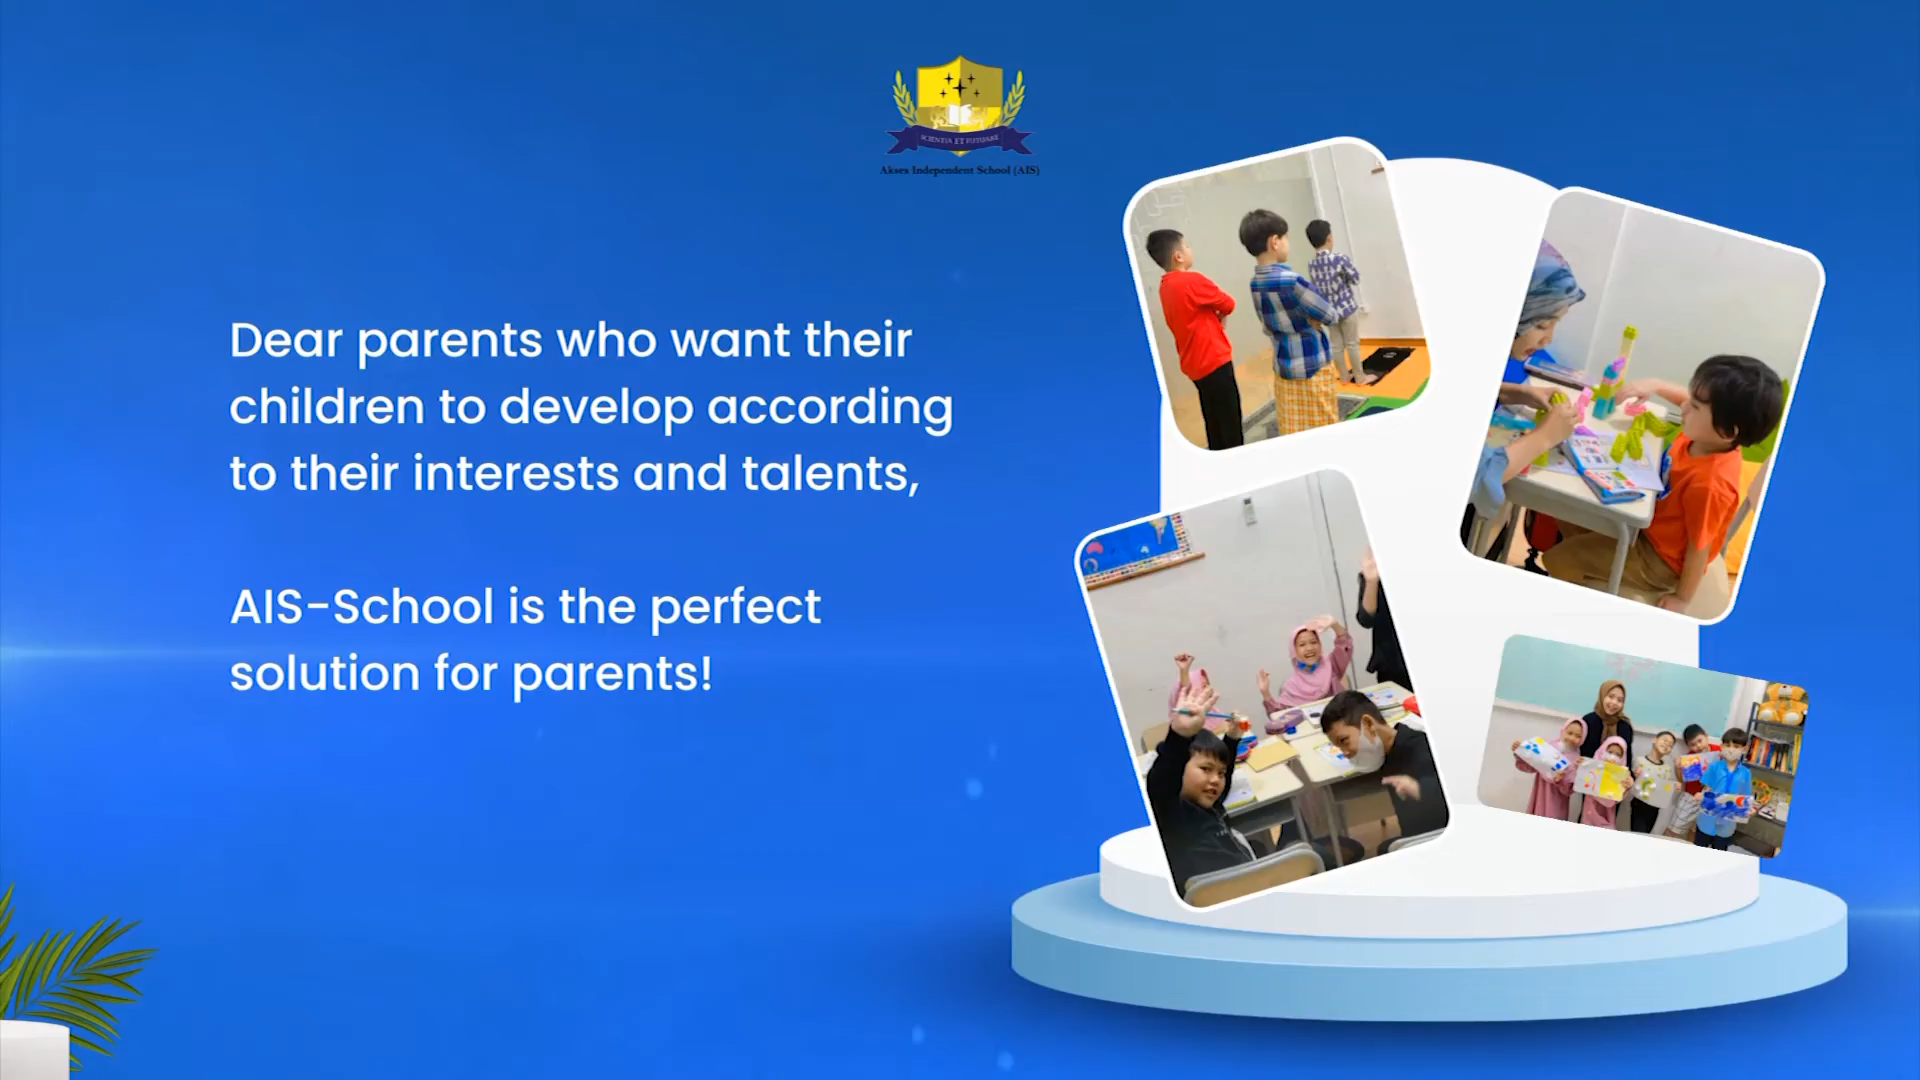 SCIENTIA ET
Akses Independent School (AIS)
Dear parents who want their
children to develop according
to their interests and talents,
AIS-School is the perfect
solution for parents!